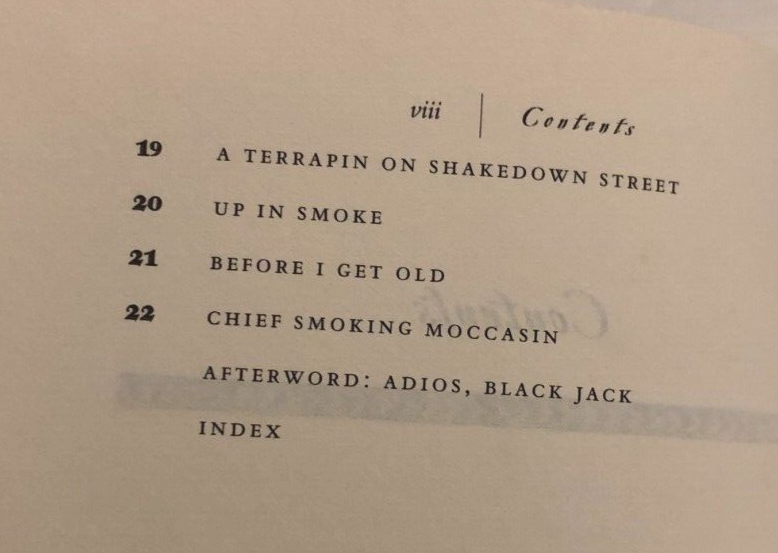 viii | Contents
19 A TERRAPIN ON SHAKEDOWN STREET
20 UP IN SMOKE
21 BEFORE I GET OLD
22 CHIEF SMOKING MOCCASIN
AFTERWORD: ADIOS, BLACK JACK
INDEX